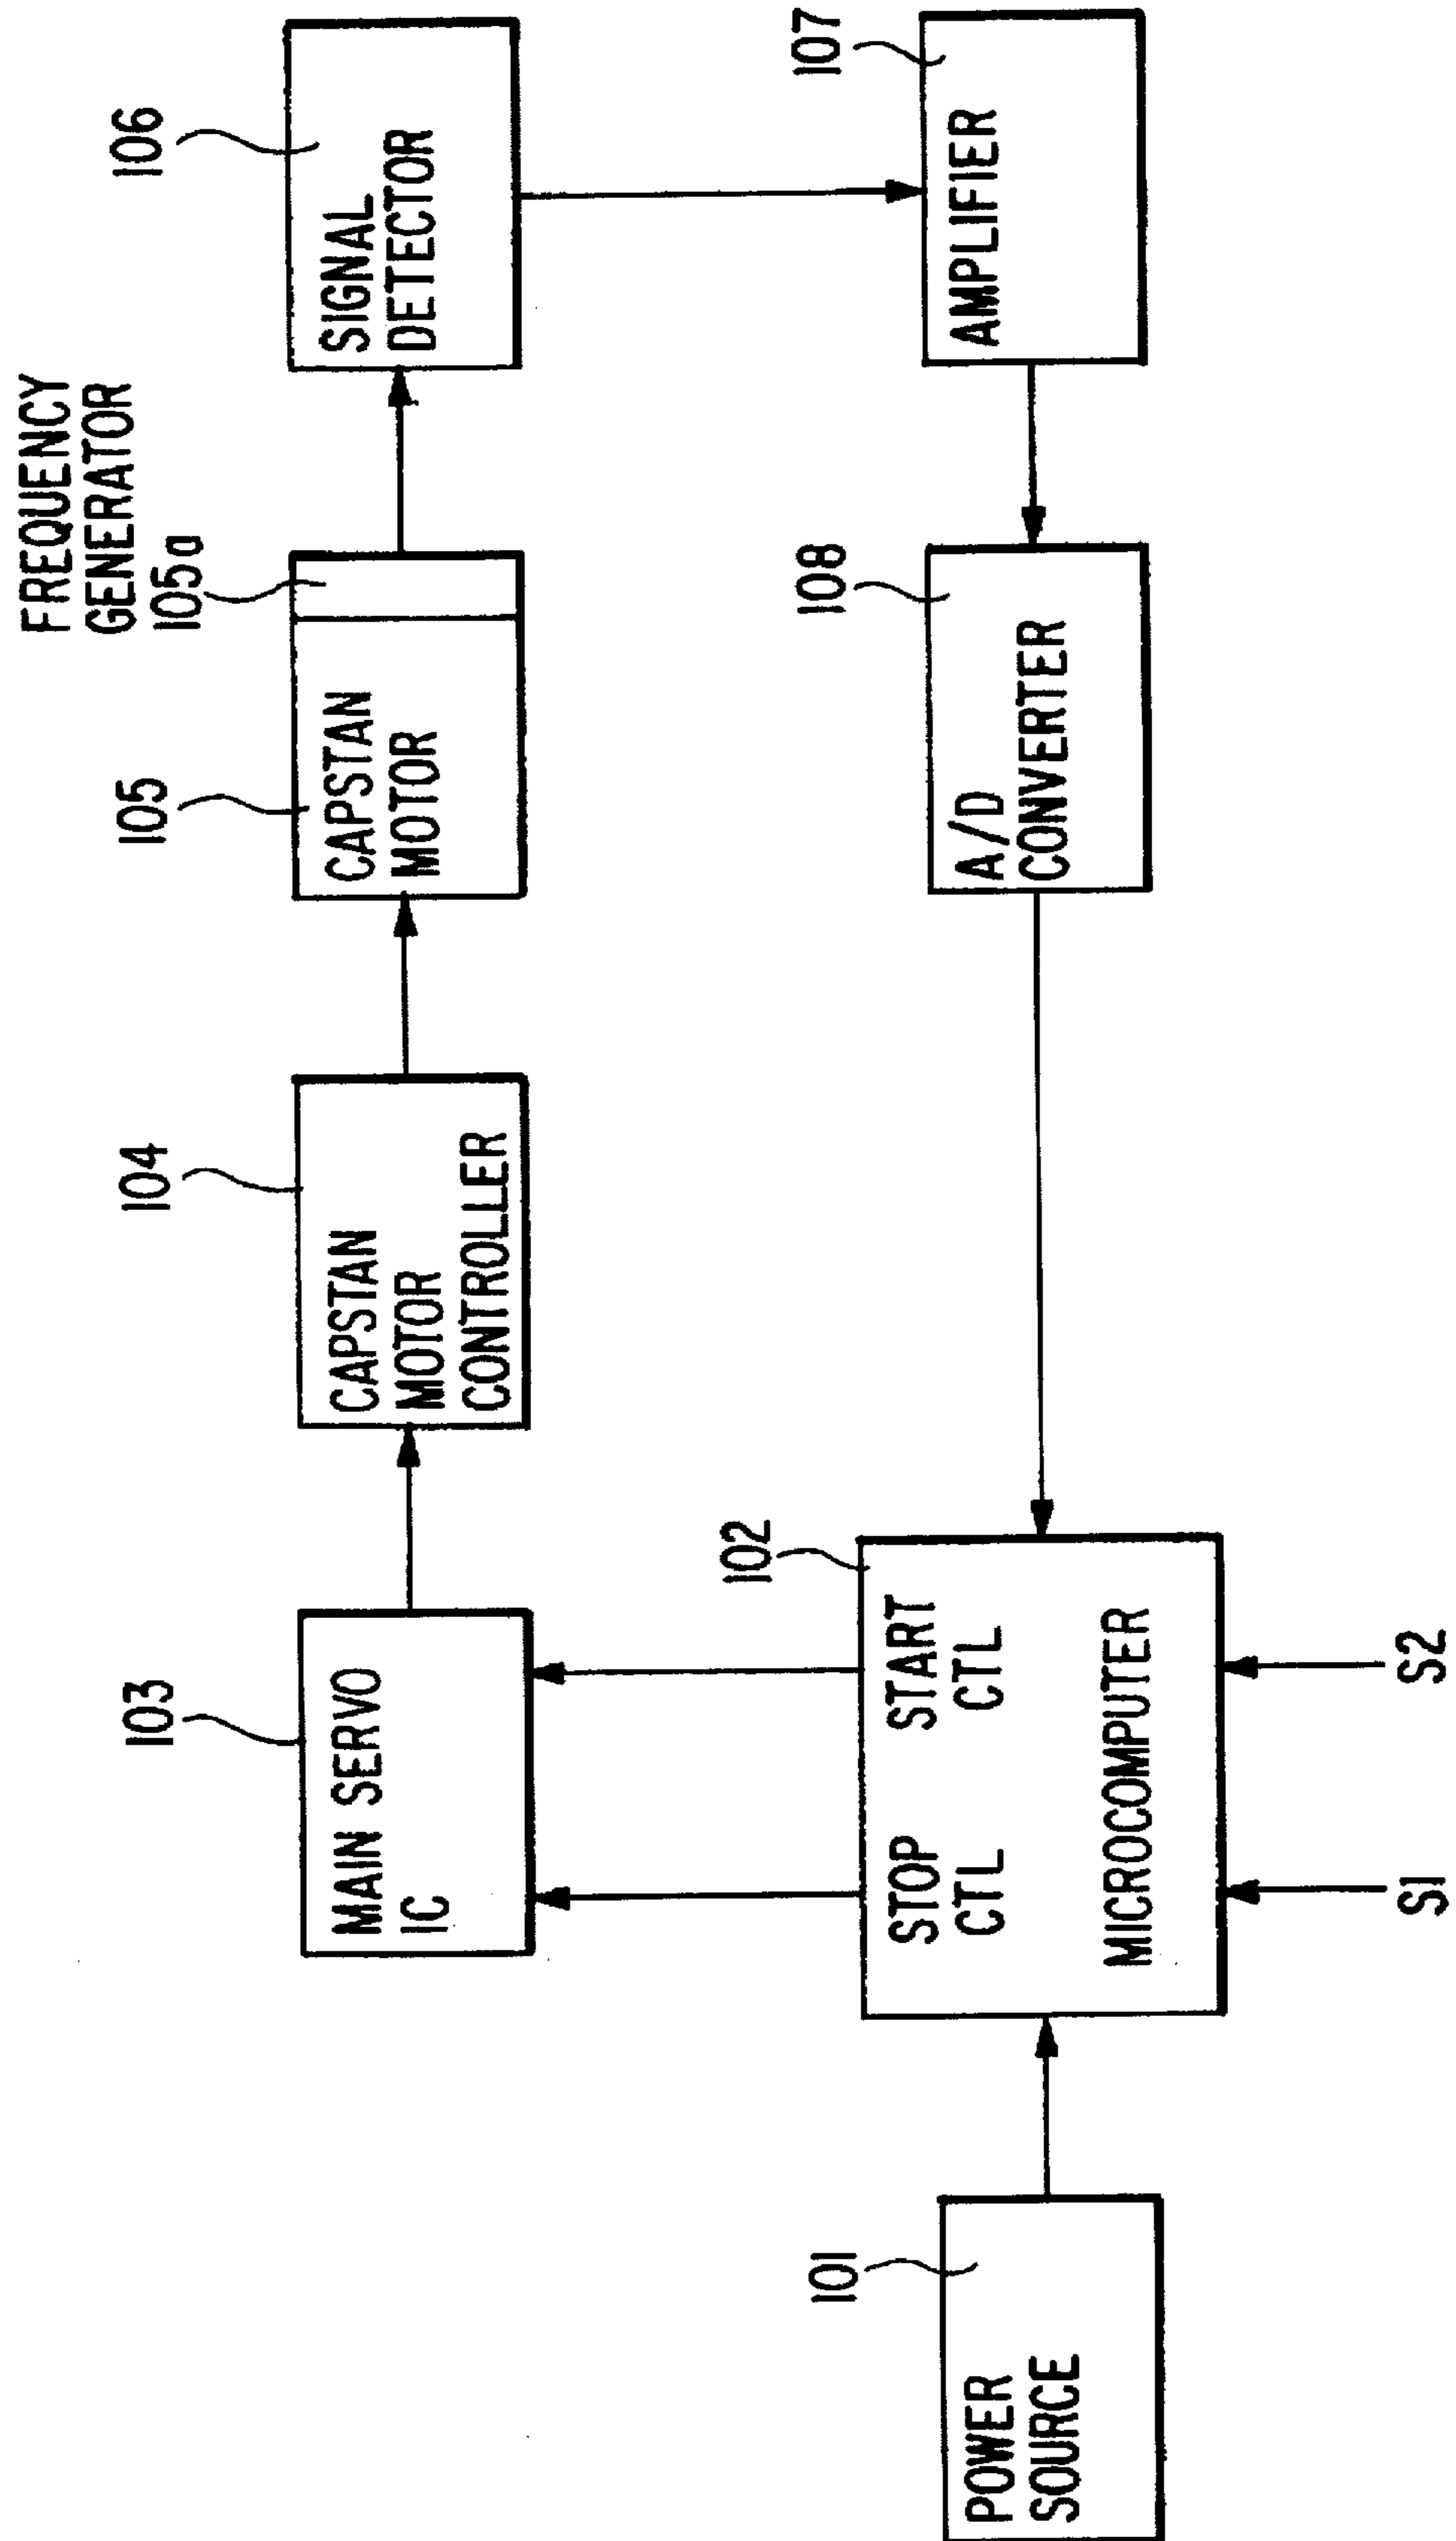 FREQUENCY
GENERATOR
105a
103
104
105
106
MAIN SERVO
IC
CAPSTAN
MOTOR
CONTROLLER
CAPSTAN
MOTOR
SIGNAL
DETECTOR
101
102
108
107
POWER
SOURCE
STOP
CTL
START
CTL
MICROCOMPUTER
A/D
CONVERTER
AMPLIFIER
S1
S2